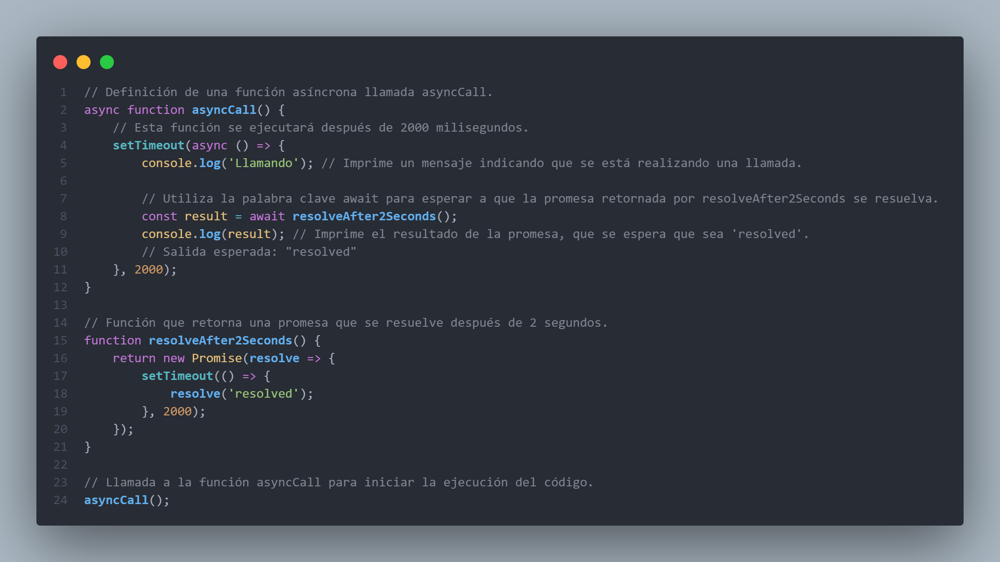 1 // Definición de una función asíncrona llamada asyncCall.
2 async function asyncCall() {
3     // Esta función se ejecutará después de 2000 milisegundos.
4     setTimeout(async () => {
5         console.log('Llamando'); // Imprime un mensaje indicando que se está realizando una llamada.
6
7         // Utiliza la palabra clave await para esperar a que la promesa retornada por resolveAfter2Seconds se resuelva.
8         const result = await resolveAfter2Seconds();
9         console.log(result); // Imprime el resultado de la promesa, que se espera que sea 'resolved'.
10         // Salida esperada: "resolved"
11     }, 2000);
12 }
13
14 // Función que retorna una promesa que se resuelve después de 2 segundos.
15 function resolveAfter2Seconds() {
16     return new Promise(resolve => {
17         setTimeout(() => {
18             resolve('resolved');
19         }, 2000);
20     });
21 }
22
23 // Llamada a la función asyncCall para iniciar la ejecución del código.
24 asyncCall();